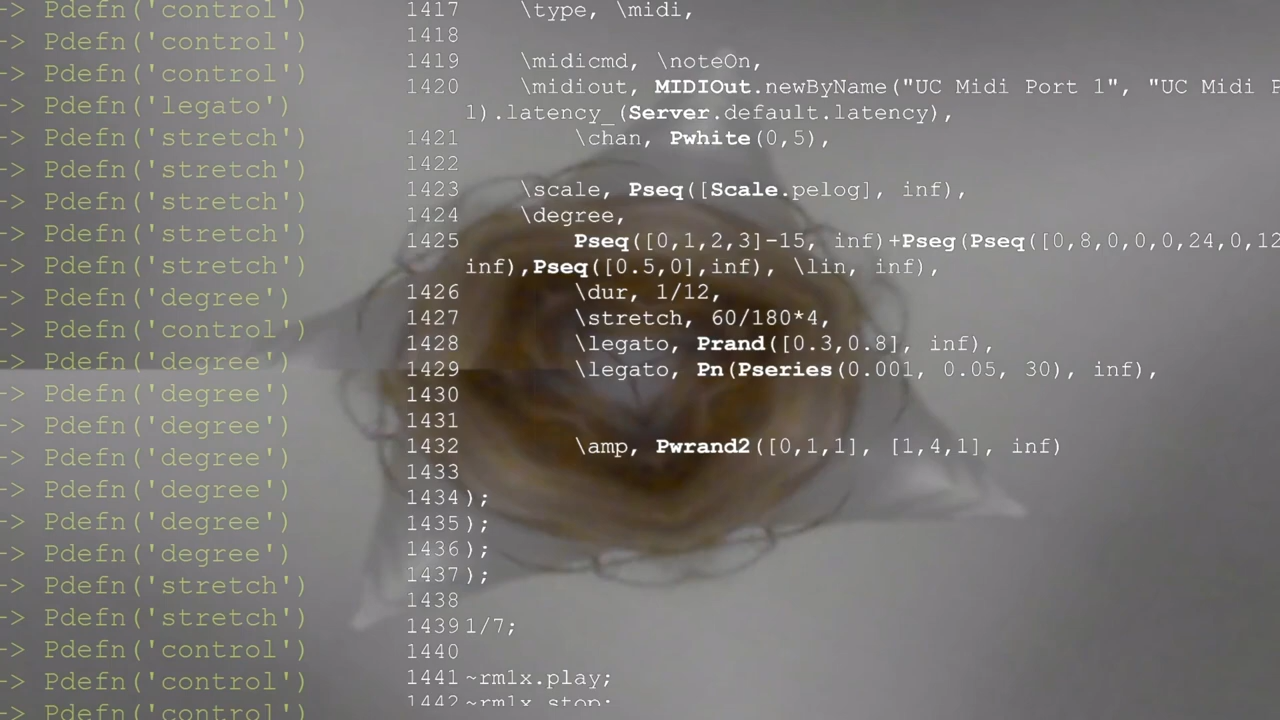 -> Pdefn('control')
-> Pdefn('control')
-> Pdefn('control')
-> Pdefn('legato')
-> Pdefn('stretch')
-> Pdefn('stretch')
-> Pdefn('stretch')
-> Pdefn('stretch')
-> Pdefn('stretch')
-> Pdefn('degree')
-> Pdefn('control')
-> Pdefn('degree')
-> Pdefn('degree')
-> Pdefn('degree')
-> Pdefn('degree')
-> Pdefn('degree')
-> Pdefn('degree')
-> Pdefn('degree')
-> Pdefn('stretch')
-> Pdefn('stretch')
-> Pdefn('control')
-> Pdefn('control')
-> Pdefn('control')
1417 \type, \midi,
1418
1419 \midicmd, \noteOn,
1420 \midiout, MIDIOut.newByName("UC Midi Port 1", "UC Midi P
1).latency_(Server.default.latency),
1421 \chan, Pwhite(0,5),
1422
1423 \scale, Pseq([Scale.pelog], inf),
1424 \degree,
1425 Pseq([0,1,2,3]-15, inf)+Pseg(Pseq([0,8,0,0,0,24,0,12
inf),Pseq([0.5,0],inf), \lin, inf),
1426 \dur, 1/12,
1427 \stretch, 60/180*4,
1428 \legato, Prand([0.3,0.8], inf),
1429 \legato, Pn(Pseries(0.001, 0.05, 30), inf),
1430
1431
1432 \amp, Pwrand2([0,1,1], [1,4,1], inf)
1433
1434 );
1435 );
1436 );
1437 );
1438
1439 1/7;
1440
1441 ~rm1x.play;
1442 ~rm1x.stop;